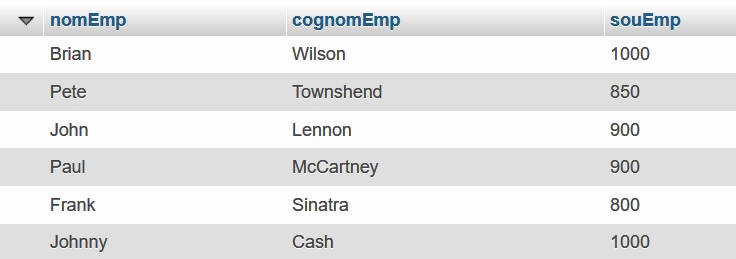 nomEmp cognomEmp souEmp
Brian Wilson 1000
Pete Townshend 850
John Lennon 900
Paul McCartney 900
Frank Sinatra 800
Johnny Cash 1000